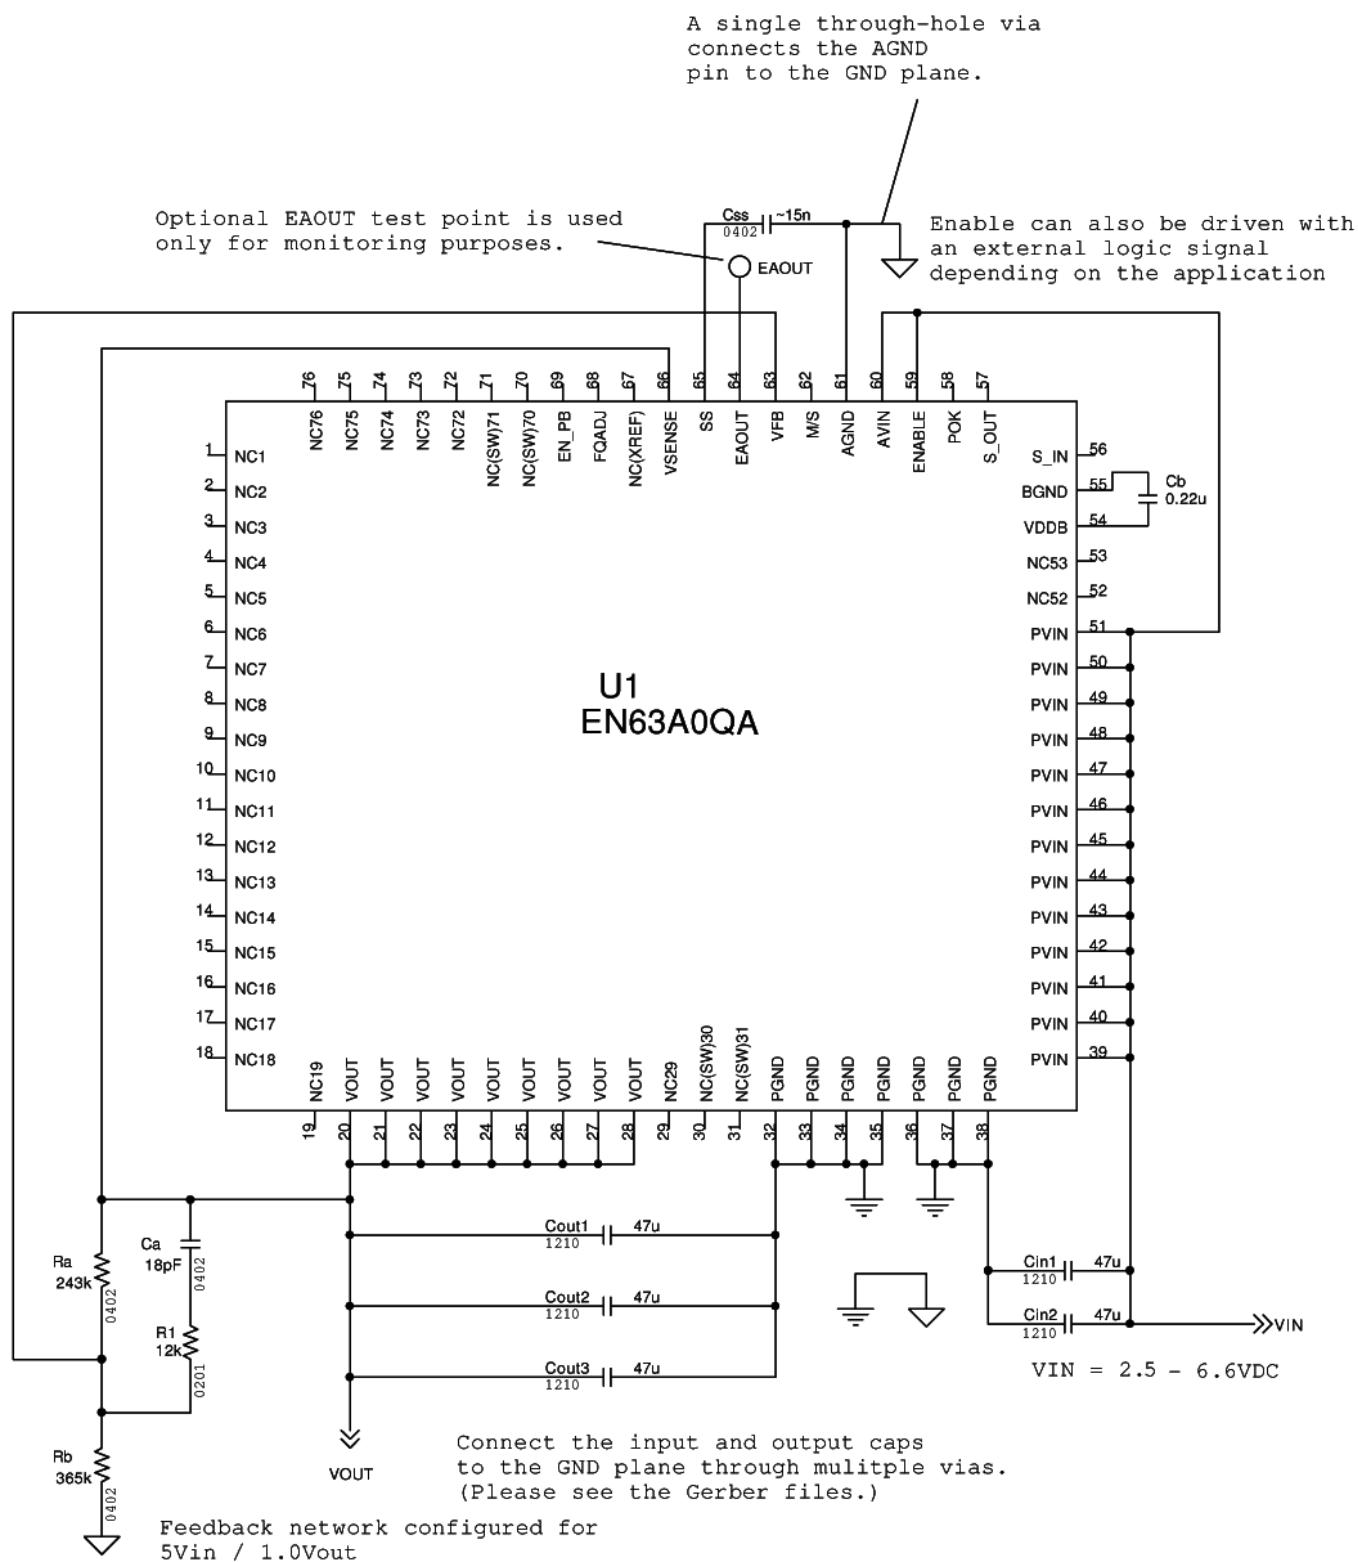 A single through-hole via
connects the AGND
pin to the GND plane.
Optional EAOUT test point is used
only for monitoring purposes.
Css
0402
~15n
EAOUT
Enable can also be driven with
an external logic signal
depending on the application
76
75
74
73
72
71
70
69
68
67
66
65
64
63
62
61
60
59
58
57
NC76
NC75
NC74
NC73
NC72
NC(SW)71
NC(SW)70
EN_PB
FQADJ
NC(XREF)
VSENSE
SS
EAOUT
VFB
M/S
AGND
AVIN
ENABLE
POK
S_OUT
1 NC1
2 NC2
3 NC3
4 NC4
5 NC5
6 NC6
7 NC7
8 NC8
9 NC9
10 NC10
11 NC11
12 NC12
13 NC13
14 NC14
15 NC15
16 NC16
17 NC17
18 NC18
U1
EN63A0QA
S_IN 56
BGND 55
VDDB 54
NC53 53
NC52 52
PVIN 51
PVIN 50
PVIN 49
PVIN 48
PVIN 47
PVIN 46
PVIN 45
PVIN 44
PVIN 43
PVIN 42
PVIN 41
PVIN 40
PVIN 39
Cb
0.22u
NC19
VOUT
VOUT
VOUT
VOUT
VOUT
VOUT
VOUT
VOUT
VOUT
NC29
NC(SW)30
NC(SW)31
PGND
PGND
PGND
PGND
PGND
PGND
PGND
19
20
21
22
23
24
25
26
27
28
29
30
31
32
33
34
35
36
37
38
Ra
243k
0402
Ca
18pF
0402
R1
12k
0201
Rb
365k
0402
Cout1 47u
1210
Cout2 47u
1210
Cout3 47u
1210
Cin1 47u
1210
Cin2 47u
1210
VIN
VIN = 2.5 - 6.6VDC
VOUT
Connect the input and output caps
to the GND plane through mulitple vias.
(Please see the Gerber files.)
Feedback network configured for
5Vin / 1.0Vout